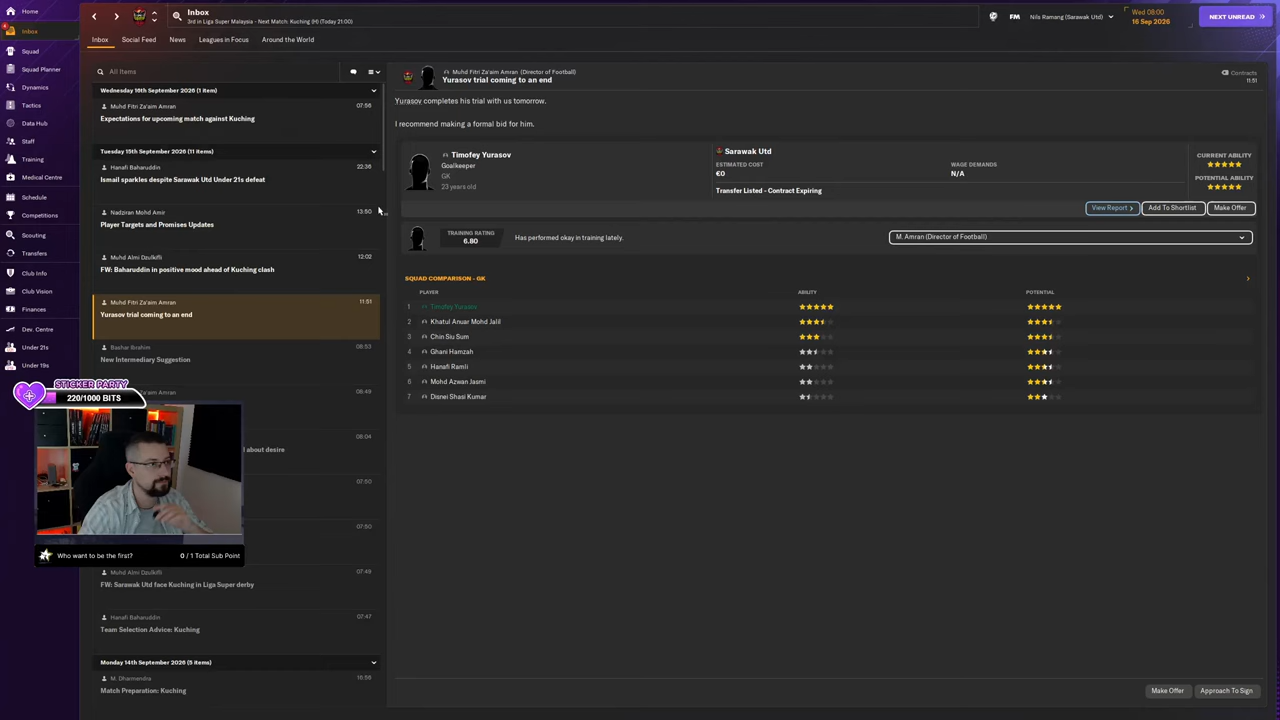 Home
Inbox
Squad
Squad Planner
Dynamics
Tactics
Data Hub
Staff
Training
Medical Centre
Schedule
Competitions
Scouting
Transfers
Club Info
Club Vision
Finances
Dev. Centre
Under 21s
Under 19s
Inbox
3rd in Liga Super Malaysia - Next Match: Kuching (H) (Today 21:00)
FM
Nils Ramang (Sarawak Utd)
Wed 08:00
16 Sep 2026
NEXT UNREAD
Inbox
Social Feed
News
Leagues in Focus
Around the World
All Items
Wednesday 16th September 2026 (1 item)
Muhd Fitri Za'aim Amran
07:56
Expectations for upcoming match against Kuching
Tuesday 15th September 2026 (11 items)
Hanafi Baharuddin
22:36
Ismail sparkles despite Sarawak Utd Under 21s defeat
Nadziran Mohd Amir
13:50
Player Targets and Promises Updates
Muhd Almi Dzulkifli
12:02
FW: Baharuddin in positive mood ahead of Kuching clash
Muhd Fitri Za'aim Amran
11:51
Yurasov trial coming to an end
Bashar Ibrahim
08:53
New Intermediary Suggestion
Za'aim Amran
08:49
08:04
l about desire
07:50
07:50
Muhd Almi Dzulkifli
07:49
FW: Sarawak Utd face Kuching in Liga Super derby
Hanafi Baharuddin
07:47
Team Selection Advice: Kuching
Monday 14th September 2026 (5 items)
M. Dharmendra
16:56
Match Preparation: Kuching
Muhd Fitri Za'aim Amran (Director of Football)
Yurasov trial coming to an end
Contracts
11:51
Yurasov completes his trial with us tomorrow.
I recommend making a formal bid for him.
Timofey Yurasov
Goalkeeper
GK
23 years old
Sarawak Utd
ESTIMATED COST
€0
WAGE DEMANDS
N/A
Transfer Listed - Contract Expiring
CURRENT ABILITY
POTENTIAL ABILITY
View Report >
Add To Shortlist
Make Offer
TRAINING RATING
6.80
Has performed okay in training lately.
M. Amran (Director of Football)
SQUAD COMPARISON - GK
PLAYER
ABILITY
POTENTIAL
1 Timofey Yurasov
2 Khatul Anuar Mohd Jalil
3 Chin Siu Sum
4 Ghani Hamzah
5 Hanafi Ramli
6 Mohd Azwan Jasmi
7 Disnei Shasi Kumar
Make Offer
Approach To Sign
STICKER PARTY
220/1000 BITS
Who want to be the first?
0 / 1 Total Sub Point